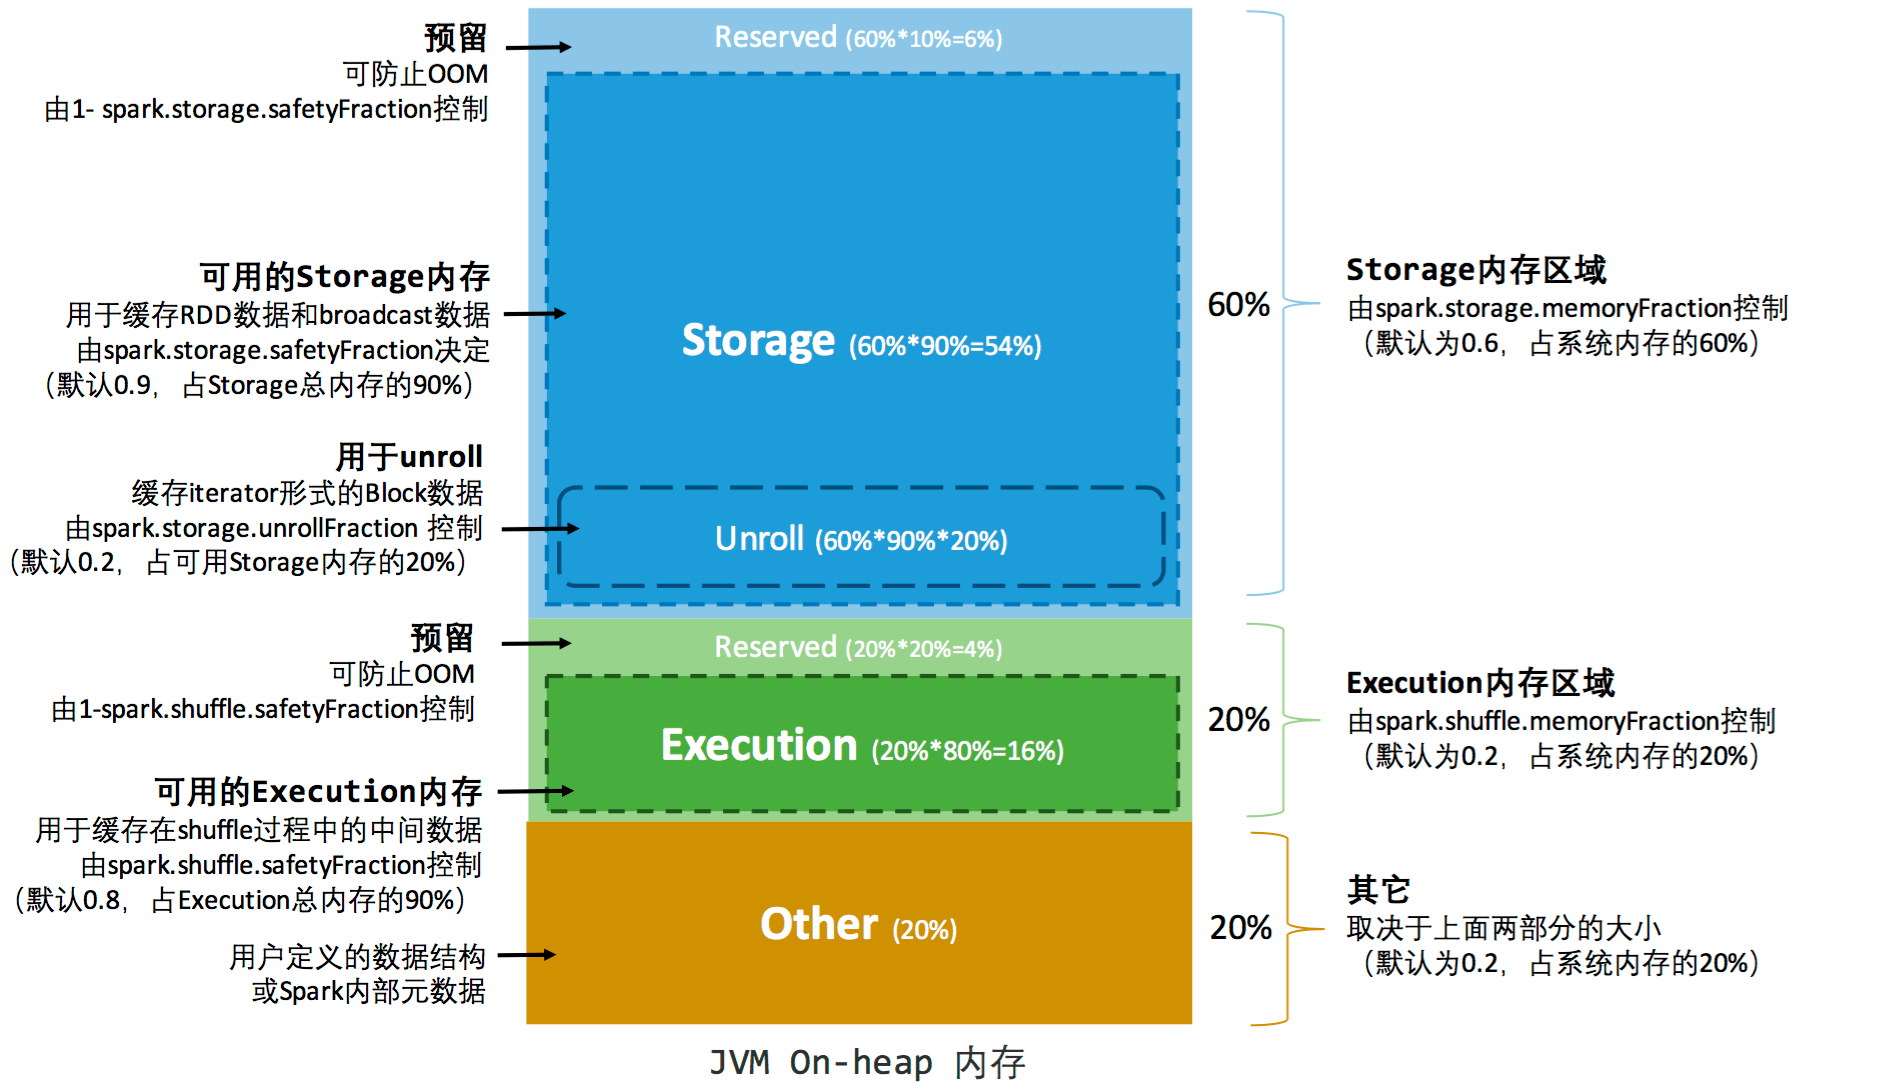 预留
可防止OOM
由1- spark.storage.safetyFraction控制
可用的Storage内存
用于缓存RDD数据和broadcast数据
由spark.storage.safetyFraction决定
（默认0.9，占Storage总内存的90%）
用于unroll
缓存iterator形式的Block数据
由spark.storage.unrollFraction 控制
（默认0.2，占可用Storage内存的20%）
预留
可防止OOM
由1-spark.shuffle.safetyFraction控制
可用的Execution内存
用于缓存在shuffle过程中的中间数据
由spark.shuffle.safetyFraction控制
（默认0.8，占Execution总内存的90%）
用户定义的数据结构
或Spark内部元数据
Reserved (60%*10%=6%)
Storage (60%*90%=54%)
Unroll (60%*90%*20%)
Reserved (20%*20%=4%)
Execution (20%*80%=16%)
Other (20%)
JVM On-heap 内存
60%
Storage内存区域
由spark.storage.memoryFraction控制
（默认为0.6，占系统内存的60%）
20%
Execution内存区域
由spark.shuffle.memoryFraction控制
（默认为0.2，占系统内存的20%）
20%
其它
取决于上面两部分的大小
（默认为0.2，占系统内存的20%）